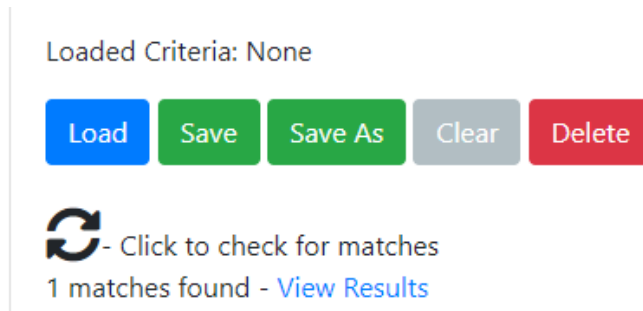 Loaded Criteria: None
Load Save Save As Clear Delete
- Click to check for matches
1 matches found - View Results